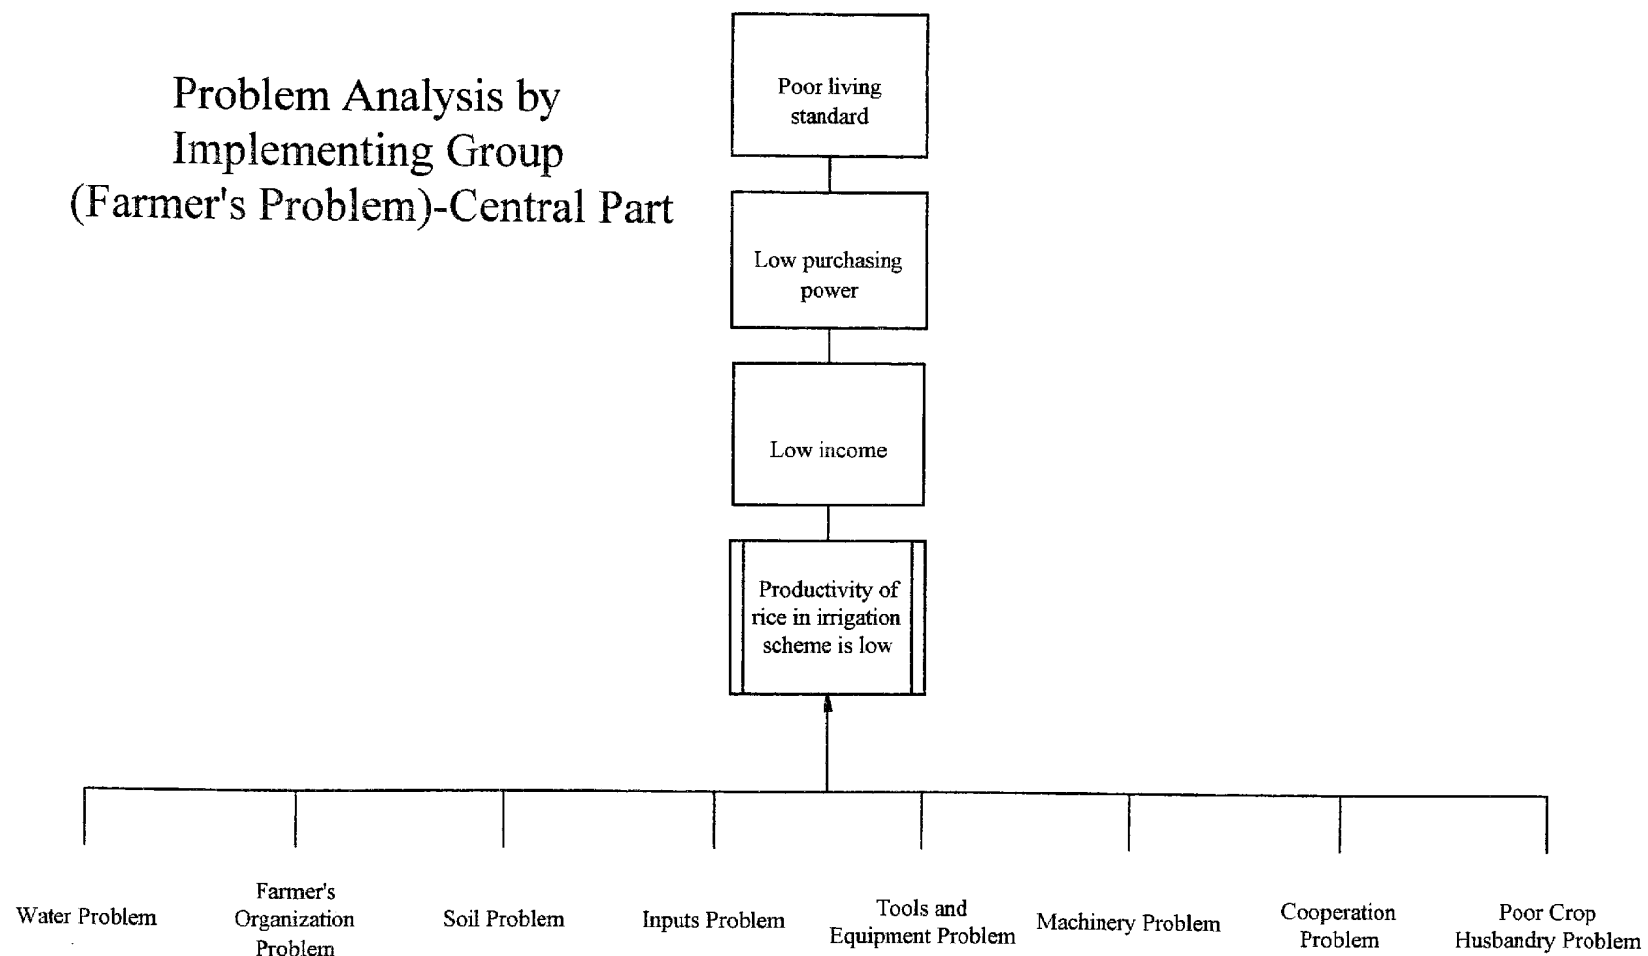 Problem Analysis by
Implementing Group
(Farmer's Problem)-Central Part
Poor living
standard
Low purchasing
power
Low income
Productivity of
rice in irrigation
scheme is low
Water Problem
Farmer's
Organization
Problem
Soil Problem
Inputs Problem
Tools and
Equipment Problem
Machinery Problem
Cooperation
Problem
Poor Crop
Husbandry Problem